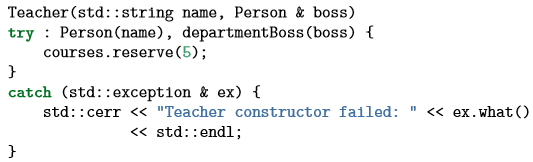 Teacher(std::string name, Person & boss)
try : Person(name), departmentBoss(boss) {
    courses.reserve(5);
}
catch (std::exception & ex) {
    std::cerr << "Teacher constructor failed: " << ex.what()
              << std::endl;
}